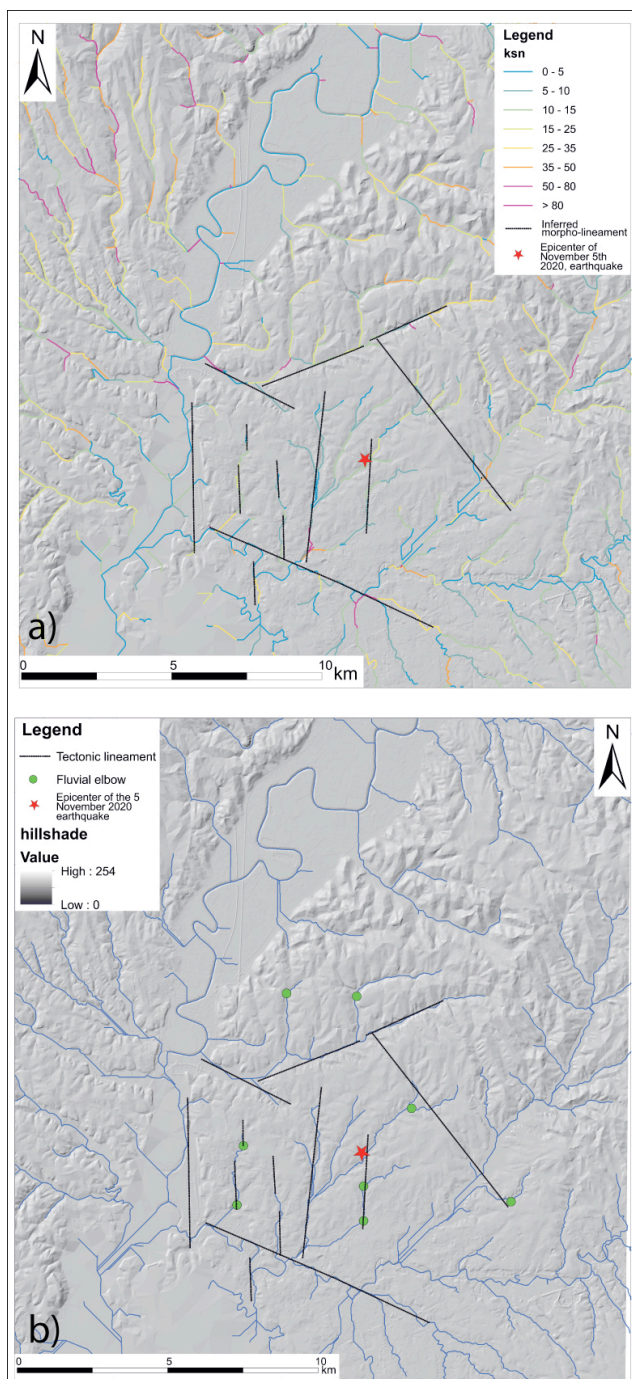 N
Legend
ksn
0 - 5
5 - 10
10 - 15
15 - 25
25 - 35
35 - 50
50 - 80
> 80
Inferred
morpho-lineament
Epicenter of
November 5th
2020, earthquake
a)
0 5 10
km
Legend
Tectonic lineament
Fluvial elbow
Epicenter of the 5
November 2020
earthquake
hillshade
Value
High : 254
Low : 0
N
b)
0 5 10
km